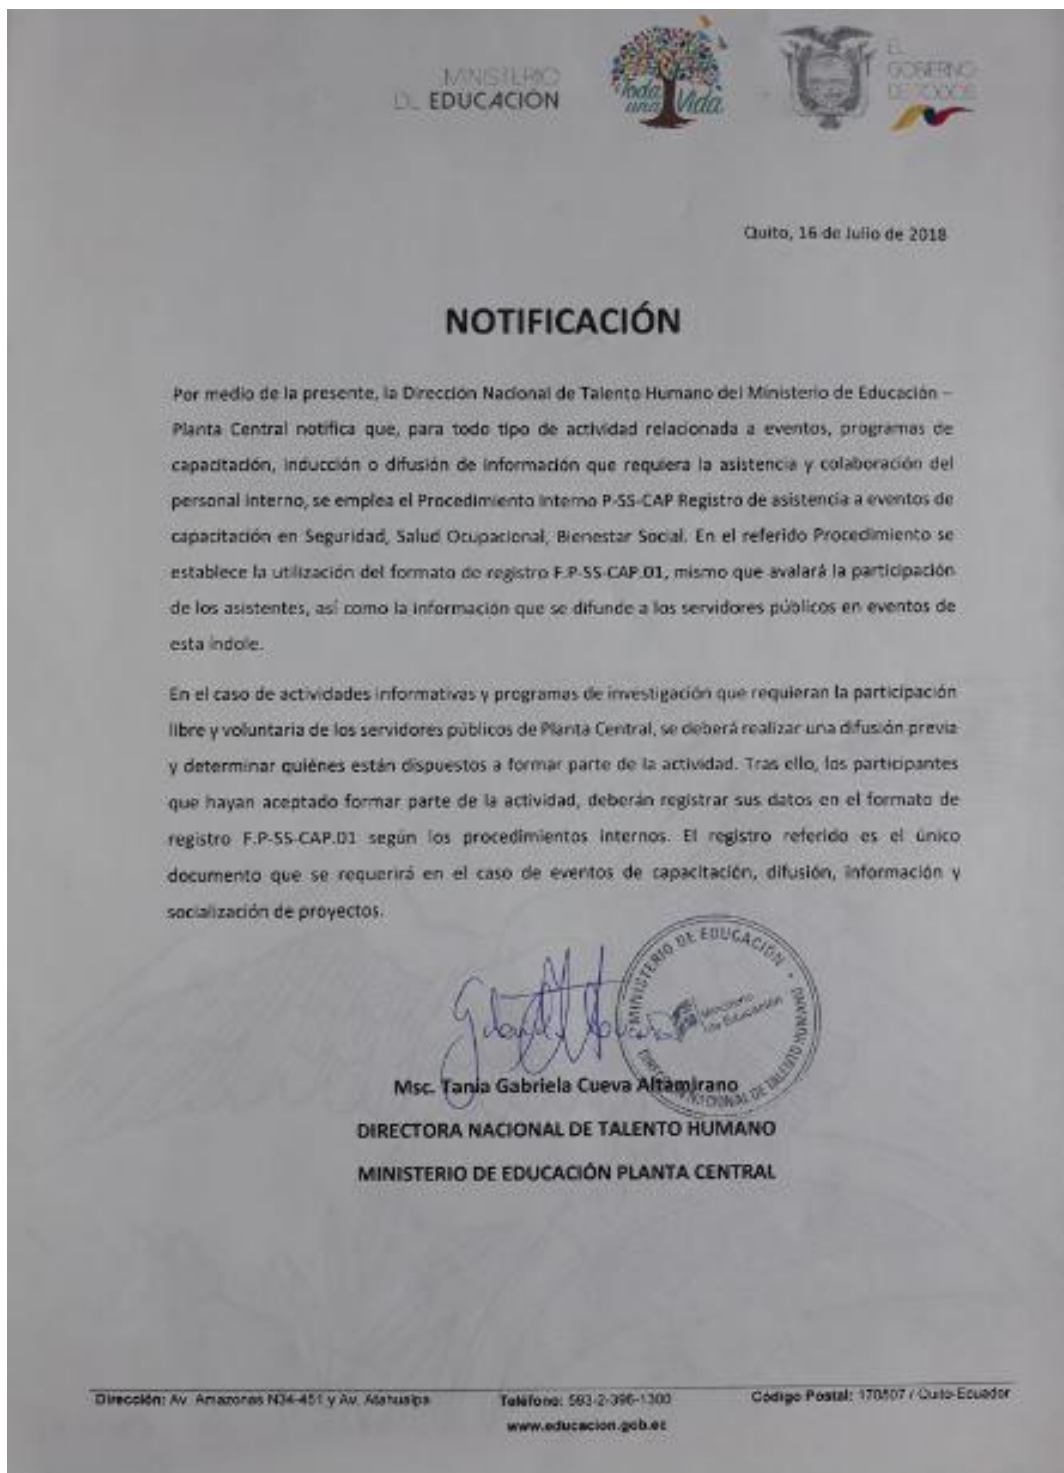 MINISTERIO
DE EDUCACIÓN
Toda
una Vida
EL
GOBIERNO
DE TODOS
Quito, 16 de Julio de 2018
NOTIFICACIÓN
Por medio de la presente, la Dirección Nacional de Talento Humano del Ministerio de Educación –
Planta Central notifica que, para todo tipo de actividad relacionada a eventos, programas de
capacitación, inducción o difusión de información que requiera la asistencia y colaboración del
personal interno, se emplea el Procedimiento Interno P-SS-CAP Registro de asistencia a eventos de
capacitación en Seguridad, Salud Ocupacional, Bienestar Social. En el referido Procedimiento se
establece la utilización del formato de registro F.P-SS-CAP.01, mismo que avalará la participación
de los asistentes, así como la información que se difunde a los servidores públicos en eventos de
esta índole.
En el caso de actividades informativas y programas de investigación que requieran la participación
libre y voluntaria de los servidores públicos de Planta Central, se deberá realizar una difusión previa
y determinar quiénes están dispuestos a formar parte de la actividad. Tras ello, los participantes
que hayan aceptado formar parte de la actividad, deberán registrar sus datos en el formato de
registro F.P-SS-CAP.01 según los procedimientos internos. El registro referido es el único
documento que se requerirá en el caso de eventos de capacitación, difusión, información y
socialización de proyectos.
MINISTERIO DE EDUCACIÓN
DIRECCIÓN NACIONAL DE TALENTO HUMANO
Ministerio
de Educación
Msc. Tania Gabriela Cueva Altamirano
DIRECTORA NACIONAL DE TALENTO HUMANO
MINISTERIO DE EDUCACIÓN PLANTA CENTRAL
Dirección: Av. Amazonas N34-451 y Av. Atahualpa Teléfono: 593-2-396-1300 Código Postal: 170507 / Quito-Ecuador
www.educacion.gob.ec